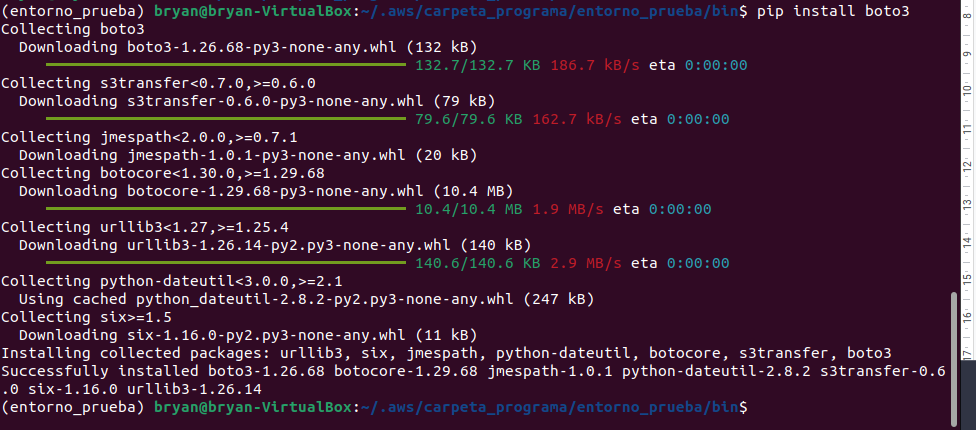 (entorno_prueba) bryan@bryan-VirtualBox:~/.aws/carpeta_programa/entorno_prueba/bin$ pip install boto3
Collecting boto3
  Downloading boto3-1.26.68-py3-none-any.whl (132 kB)
     132.7/132.7 KB 186.7 kB/s eta 0:00:00
Collecting s3transfer<0.7.0,>=0.6.0
  Downloading s3transfer-0.6.0-py3-none-any.whl (79 kB)
     79.6/79.6 KB 162.7 kB/s eta 0:00:00
Collecting jmespath<2.0.0,>=0.7.1
  Downloading jmespath-1.0.1-py3-none-any.whl (20 kB)
Collecting botocore<1.30.0,>=1.29.68
  Downloading botocore-1.29.68-py3-none-any.whl (10.4 MB)
     10.4/10.4 MB 1.9 MB/s eta 0:00:00
Collecting urllib3<1.27,>=1.25.4
  Downloading urllib3-1.26.14-py2.py3-none-any.whl (140 kB)
     140.6/140.6 KB 2.9 MB/s eta 0:00:00
Collecting python-dateutil<3.0.0,>=2.1
  Using cached python_dateutil-2.8.2-py2.py3-none-any.whl (247 kB)
Collecting six>=1.5
  Downloading six-1.16.0-py2.py3-none-any.whl (11 kB)
Installing collected packages: urllib3, six, jmespath, python-dateutil, botocore, s3transfer, boto3
Successfully installed boto3-1.26.68 botocore-1.29.68 jmespath-1.0.1 python-dateutil-2.8.2 s3transfer-0.6
.0 six-1.16.0 urllib3-1.26.14
(entorno_prueba) bryan@bryan-VirtualBox:~/.aws/carpeta_programa/entorno_prueba/bin$
8
9
10
11
12
13
14
15
16
17